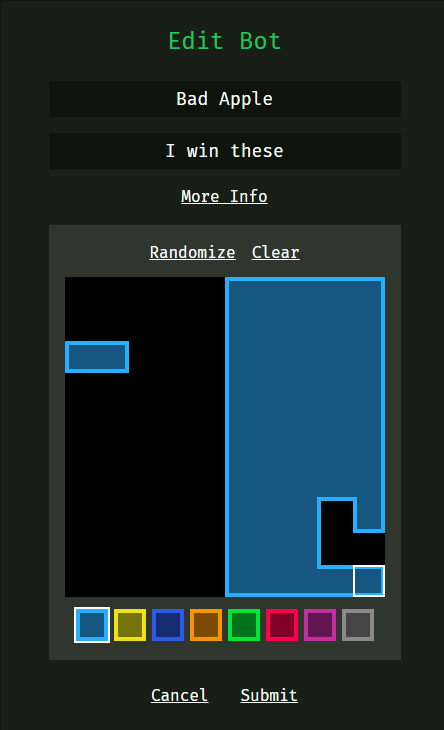 Edit Bot
Bad Apple
I win these
More Info
Randomize Clear
Cancel Submit